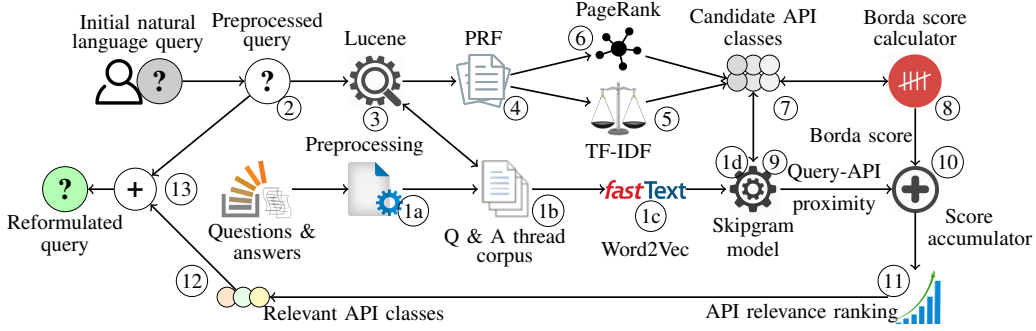 Initial natural
language query
?
Preprocessed
query
?
2
Lucene
3
PRF
4
PageRank
6
TF-IDF
5
Candidate API
classes
7
Borda score
calculator
8
Borda score
Questions &
answers
Preprocessing
1a
Q & A thread
corpus
1b
fastText
1c
Word2Vec
1d
9
Skipgram
model
Query-API
proximity
10
Score
accumulator
11
API relevance ranking
Relevant API classes
12
+
13
?
Reformulated
query